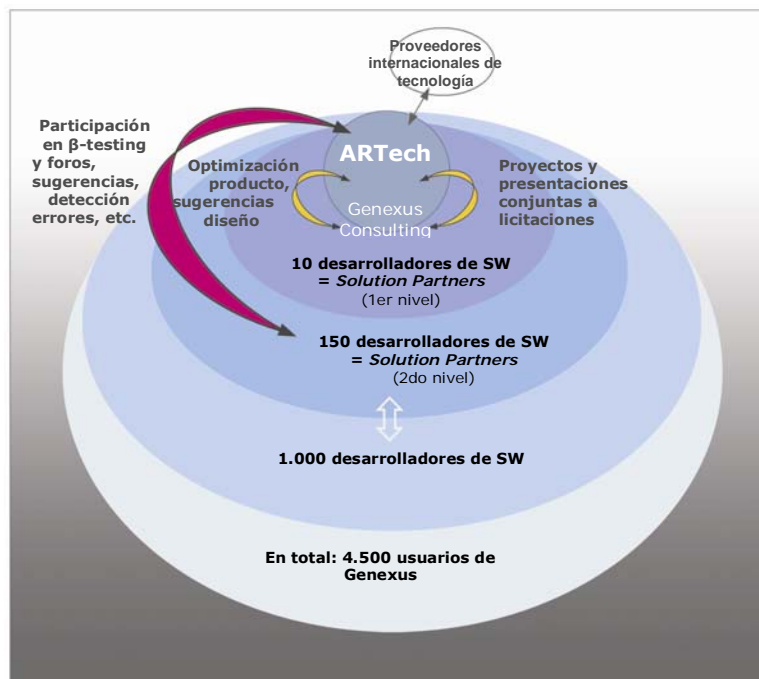 Proveedores
internacionales de
tecnología
Participación
en β-testing
y foros,
sugerencias,
detección
errores, etc.
Optimización
producto,
sugerencias
diseño
ARTech
Genexus
Consulting
Proyectos y
presentaciones
conjuntas a
licitaciones
10 desarrolladores de SW
= Solution Partners
(1er nivel)
150 desarrolladores de SW
= Solution Partners
(2do nivel)
1.000 desarrolladores de SW
En total: 4.500 usuarios de
Genexus